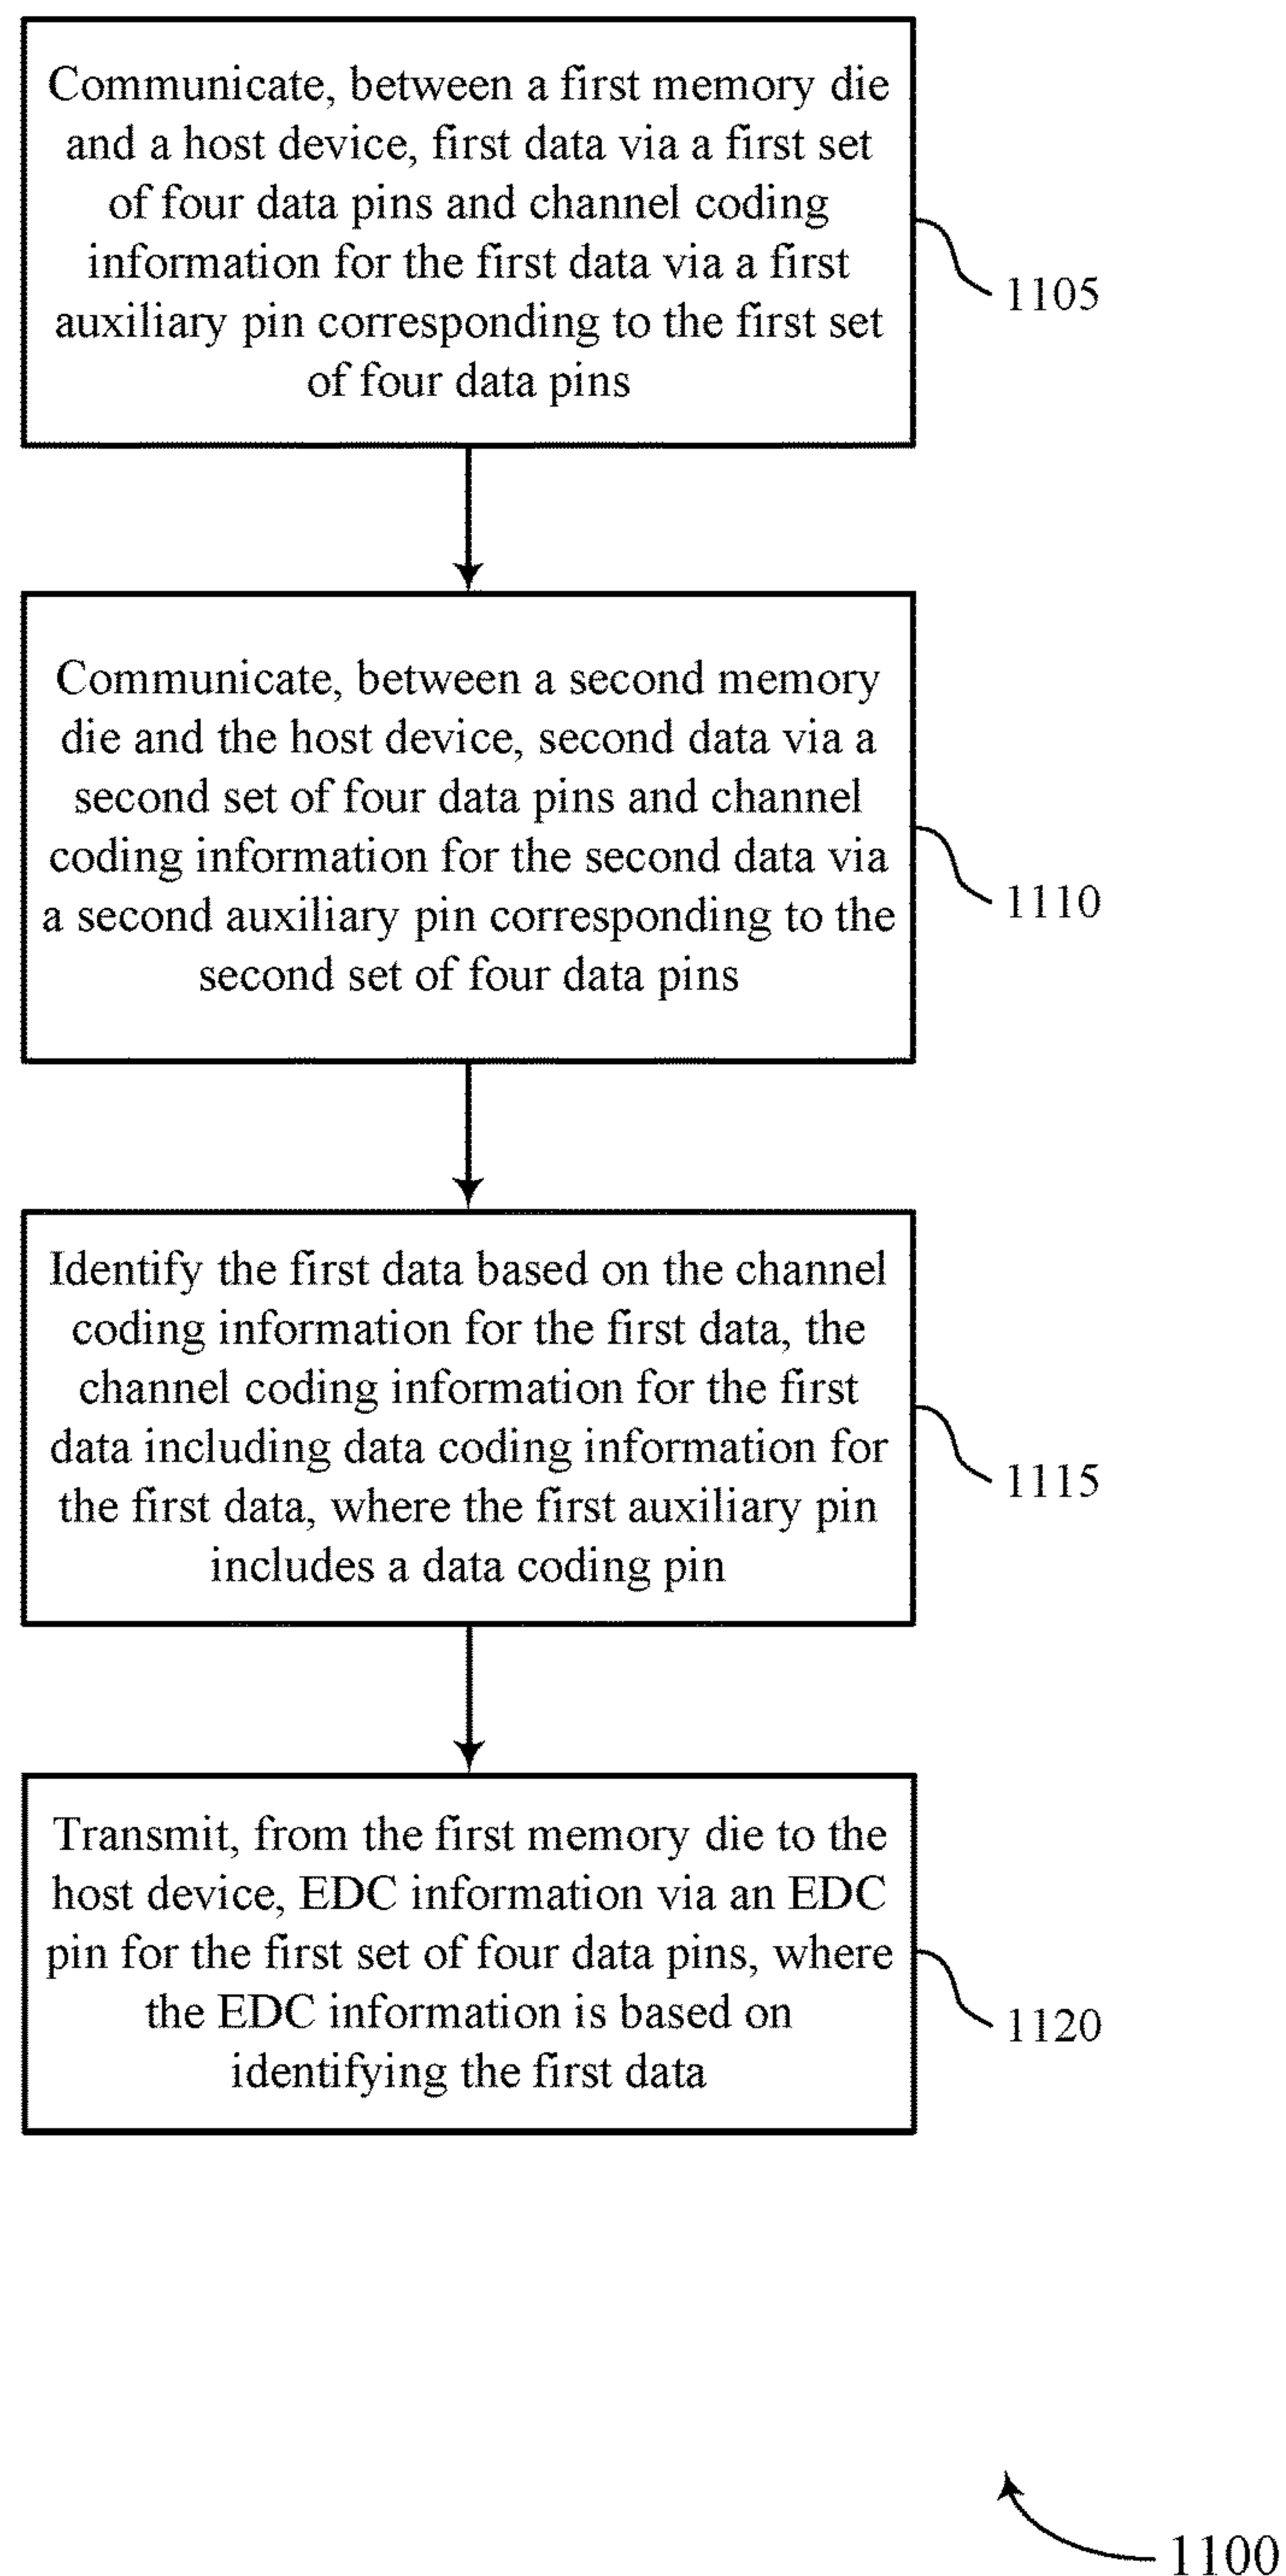 Communicate, between a first memory die
and a host device, first data via a first set
of four data pins and channel coding
information for the first data via a first
auxiliary pin corresponding to the first set
of four data pins
1105
Communicate, between a second memory
die and the host device, second data via a
second set of four data pins and channel
coding information for the second data via
a second auxiliary pin corresponding to the
second set of four data pins
1110
Identify the first data based on the channel
coding information for the first data, the
channel coding information for the first
data including data coding information for
the first data, where the first auxiliary pin
includes a data coding pin
1115
Transmit, from the first memory die to the
host device, EDC information via an EDC
pin for the first set of four data pins, where
the EDC information is based on
identifying the first data
1120
1100